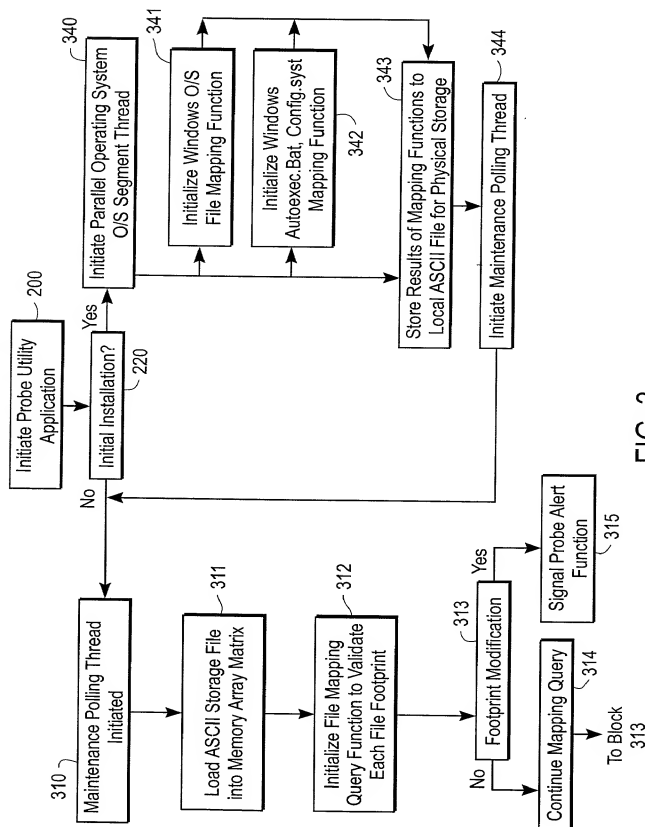 Initiate Probe Utility
Application
200
Initial Installation?
220
Yes
No
Initiate Parallel Operating System
O/S Segment Thread
340
Initialize Windows O/S
File Mapping Function
341
Initialize Windows
Autoexec.Bat, Config.syst
Mapping Function
342
Store Results of Mapping Functions to
Local ASCII File for Physical Storage
343
Initiate Maintenance Polling Thread
344
Maintenance Polling Thread
Initiated
310
Load ASCII Storage File
into Memory Array Matrix
311
Initialize File Mapping
Query Function to Validate
Each File Footprint
312
Footprint Modification
313
No
Yes
Continue Mapping Query
314
To Block
313
Signal Probe Alert
Function
315
FIG.